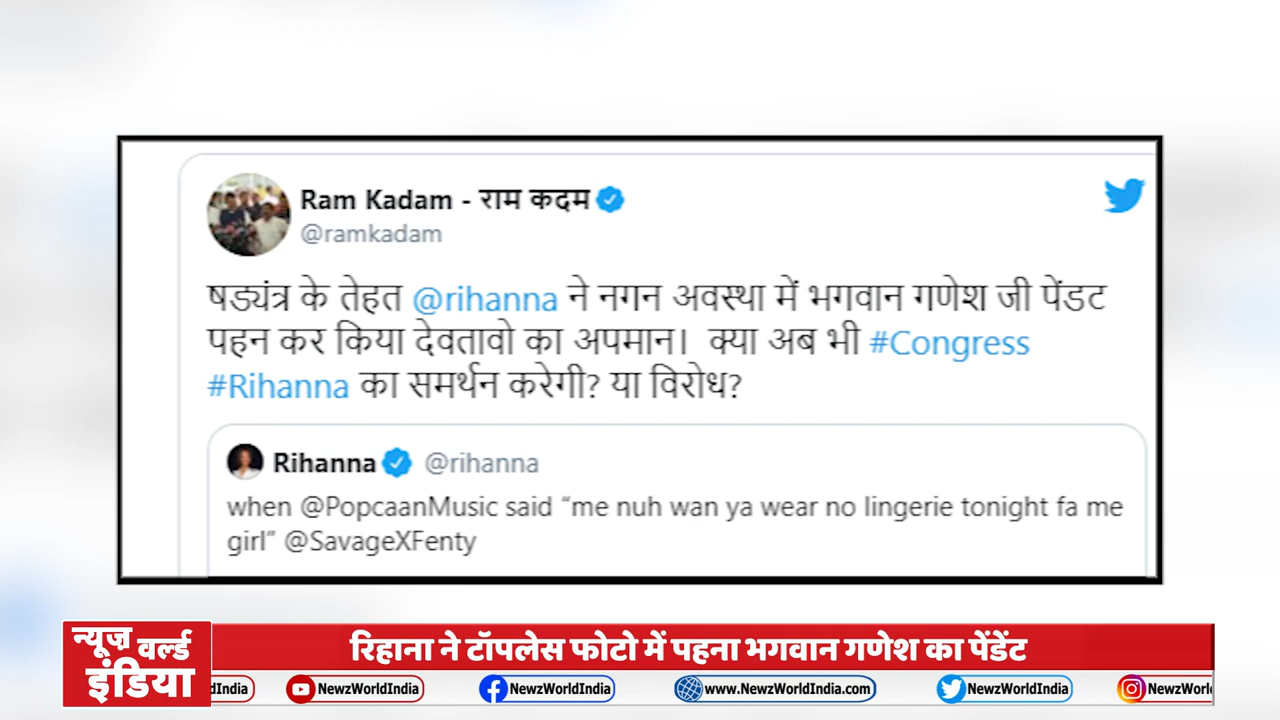 Ram Kadam - राम कदम
@ramkadam
षड्यंत्र के तेहत @rihanna ने नगन अवस्था में भगवान गणेश जी पेंडट
पहन कर किया देवतावो का अपमान। क्या अब भी #Congress
#Rihanna का समर्थन करेगी? या विरोध?
Rihanna @rihanna
when @PopcaanMusic said “me nuh wan ya wear no lingerie tonight fa me
girl” @SavageXFenty
न्यूज़ वर्ल्ड
इंडिया
रिहाना ने टॉपलेस फोटो में पहना भगवान गणेश का पेंडेंट
dIndia NewzWorldIndia NewzWorldIndia www.NewzWorldIndia.com NewzWorldIndia NewzWorl